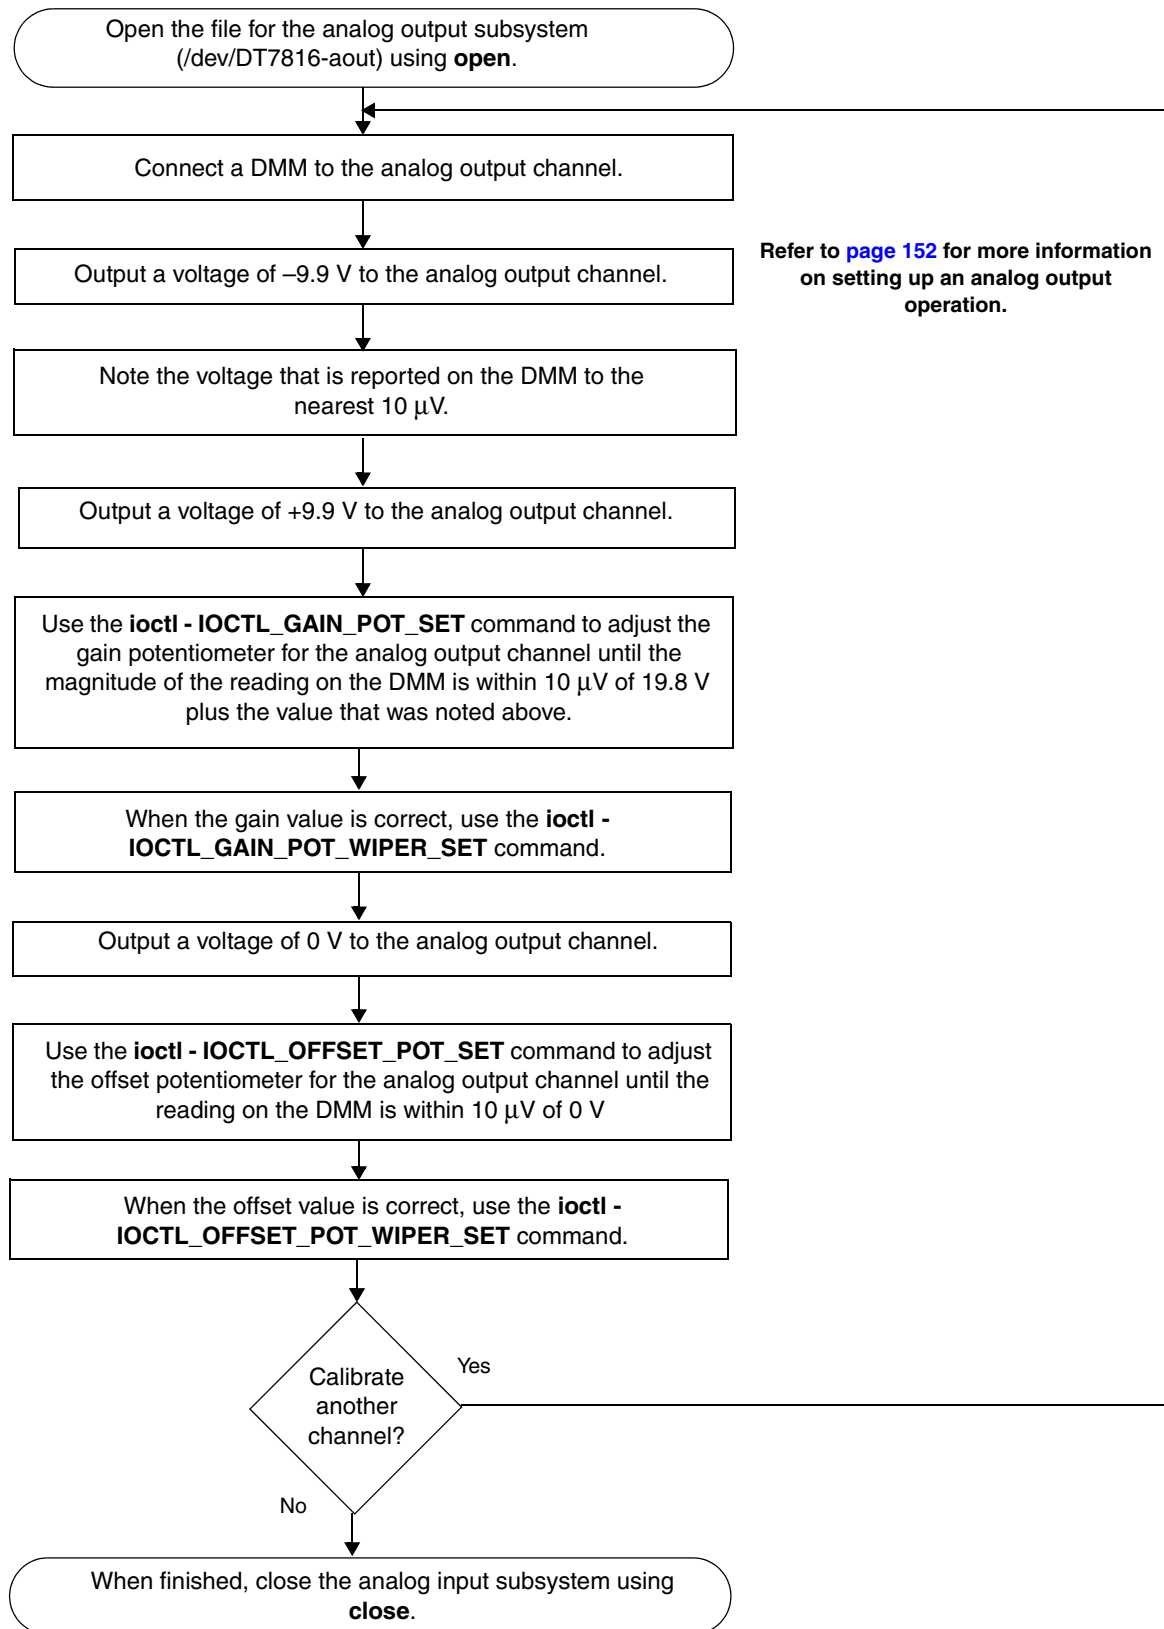 Open the file for the analog output subsystem
(/dev/DT7816-aout) using open.
Connect a DMM to the analog output channel.
Output a voltage of –9.9 V to the analog output channel.
Refer to page 152 for more information
on setting up an analog output
operation.
Note the voltage that is reported on the DMM to the
nearest 10 μV.
Output a voltage of +9.9 V to the analog output channel.
Use the ioctl - IOCTL_GAIN_POT_SET command to adjust the
gain potentiometer for the analog output channel until the
magnitude of the reading on the DMM is within 10 μV of 19.8 V
plus the value that was noted above.
When the gain value is correct, use the ioctl -
IOCTL_GAIN_POT_WIPER_SET command.
Output a voltage of 0 V to the analog output channel.
Use the ioctl - IOCTL_OFFSET_POT_SET command to adjust
the offset potentiometer for the analog output channel until the
reading on the DMM is within 10 μV of 0 V
When the offset value is correct, use the ioctl -
IOCTL_OFFSET_POT_WIPER_SET command.
Calibrate
another
channel?
Yes
No
When finished, close the analog input subsystem using
close.